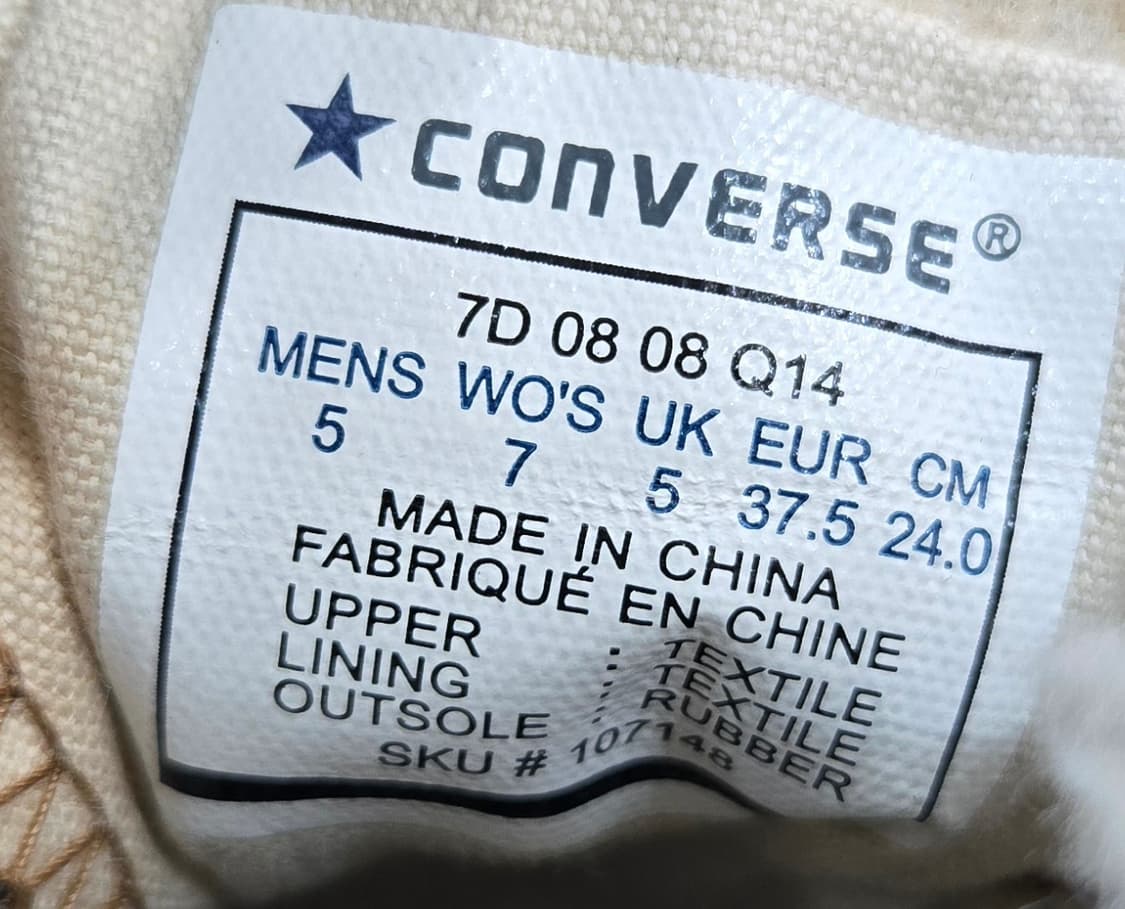 CONVERSE®
7D 08 08 Q14
MENS WO'S UK EUR CM
5 7 5 37.5 24.0
MADE IN CHINA
FABRIQUÉ EN CHINE
UPPER : TEXTILE
LINING : TEXTILE
OUTSOLE : RUBBER
SKU # 107148